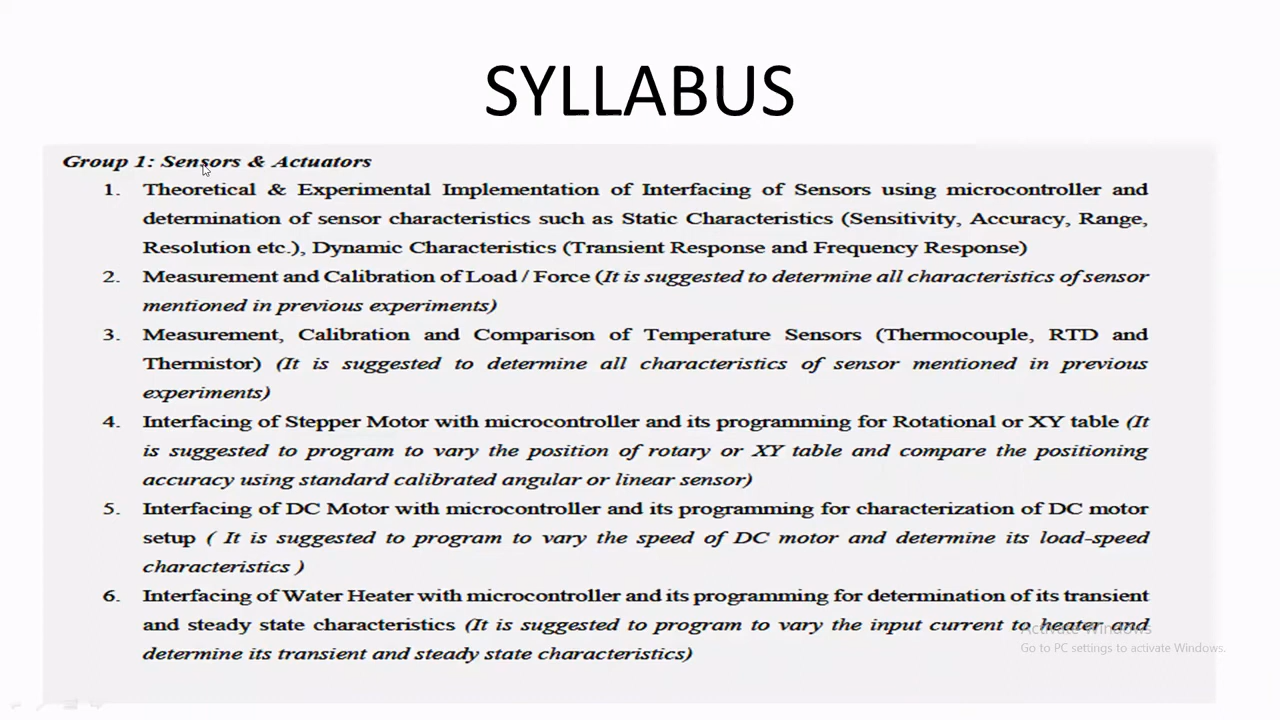 SYLLABUS
Group 1: Sensors & Actuators
1. Theoretical & Experimental Implementation of Interfacing of Sensors using microcontroller and
determination of sensor characteristics such as Static Characteristics (Sensitivity, Accuracy, Range,
Resolution etc.), Dynamic Characteristics (Transient Response and Frequency Response)
2. Measurement and Calibration of Load / Force (It is suggested to determine all characteristics of sensor
mentioned in previous experiments)
3. Measurement, Calibration and Comparison of Temperature Sensors (Thermocouple, RTD and
Thermistor) (It is suggested to determine all characteristics of sensor mentioned in previous
experiments)
4. Interfacing of Stepper Motor with microcontroller and its programming for Rotational or XY table (It
is suggested to program to vary the position of rotary or XY table and compare the positioning
accuracy using standard calibrated angular or linear sensor)
5. Interfacing of DC Motor with microcontroller and its programming for characterization of DC motor
setup ( It is suggested to program to vary the speed of DC motor and determine its load-speed
characteristics )
6. Interfacing of Water Heater with microcontroller and its programming for determination of its transient
and steady state characteristics (It is suggested to program to vary the input current to heater and
determine its transient and steady state characteristics)
Activate Windows
Go to PC settings to activate Windows.